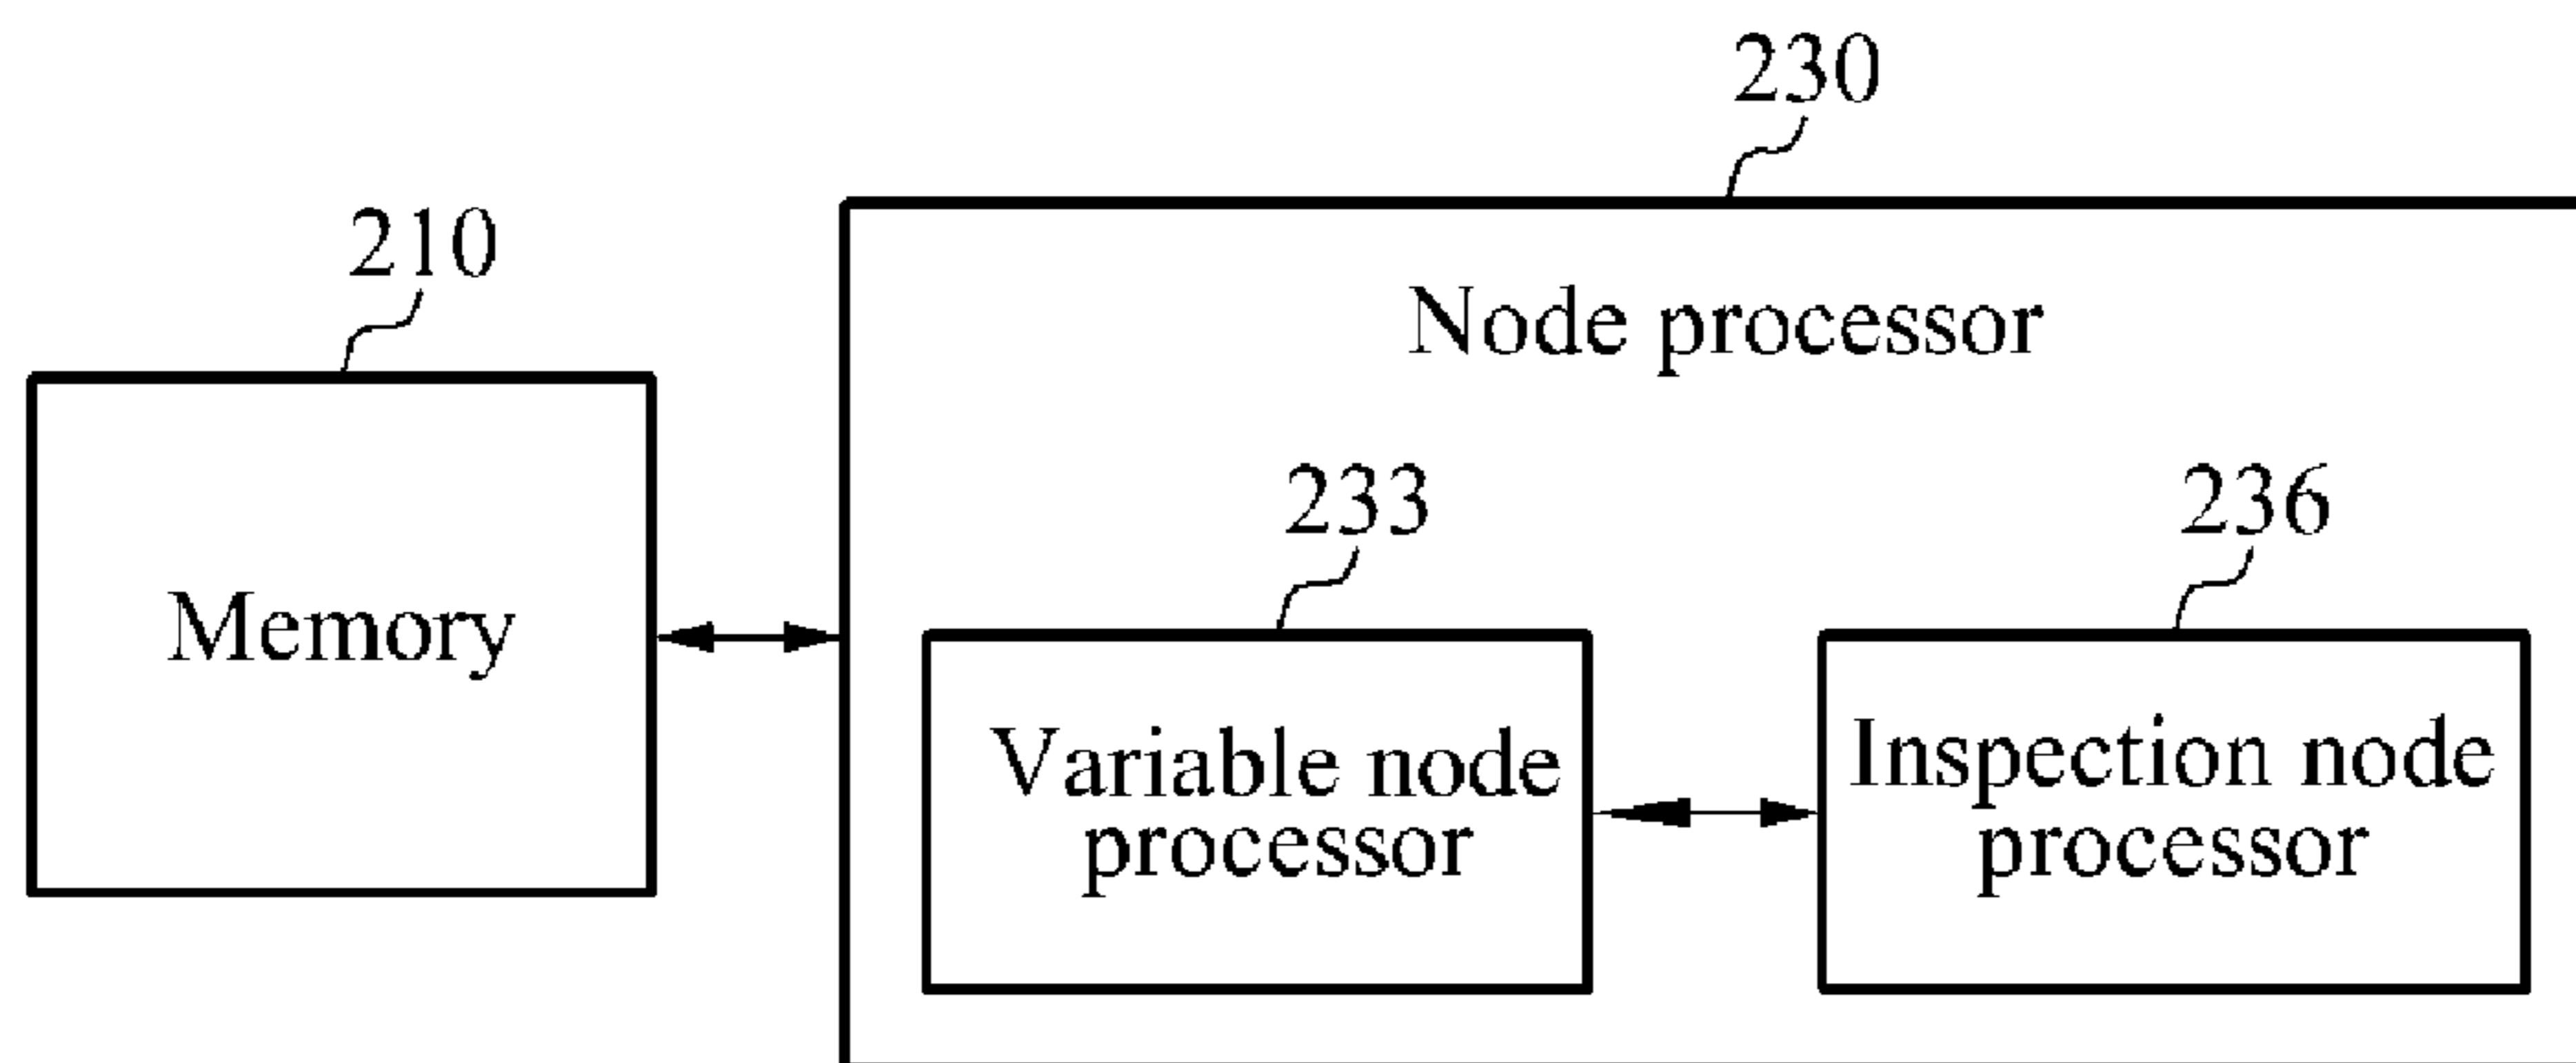 230
210
Node processor
233
236
Memory
Variable node
processor
Inspection node
processor